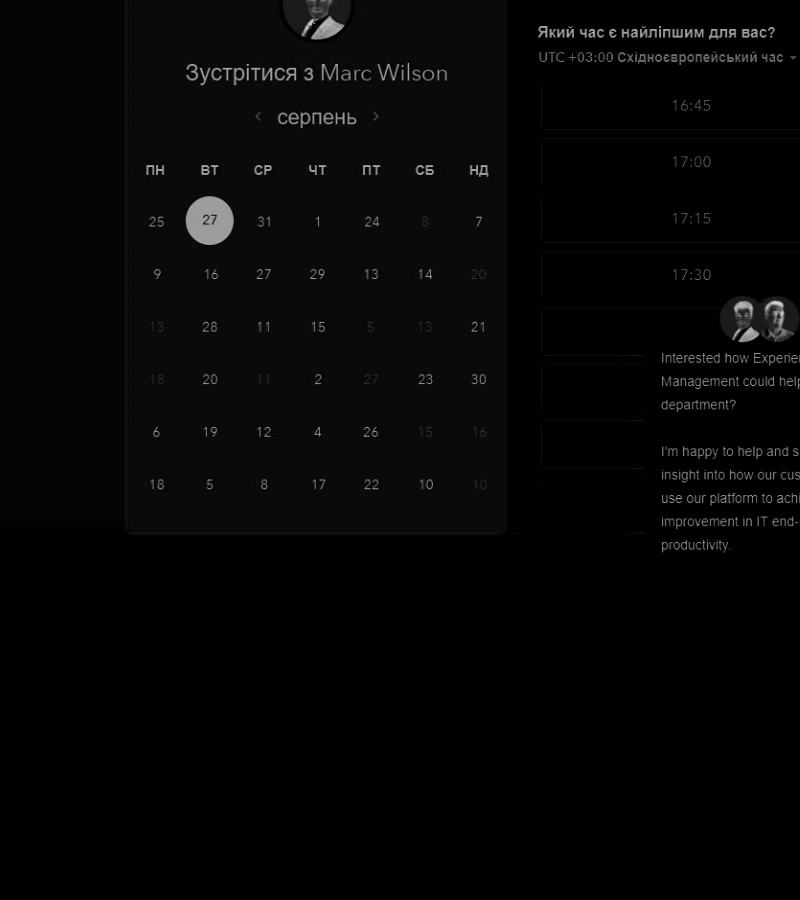 Зустрітися з Marc Wilson
‹ серпень ›
ПН ВТ СР ЧТ ПТ СБ НД
25 27 31 1 24 8 7
9 16 27 29 13 14 20
13 28 11 15 5 13 21
18 20 11 2 27 23 30
6 19 12 4 26 15 16
18 5 8 17 22 10 10
Який час є найліпшим для вас?
UTC +03:00 Східноєвропейський час
16:45
17:00
17:15
17:30
Interested how
Management could help
department?
I'm happy to help and
insight into how our
use our platform to
improvement in IT end-
productivity.